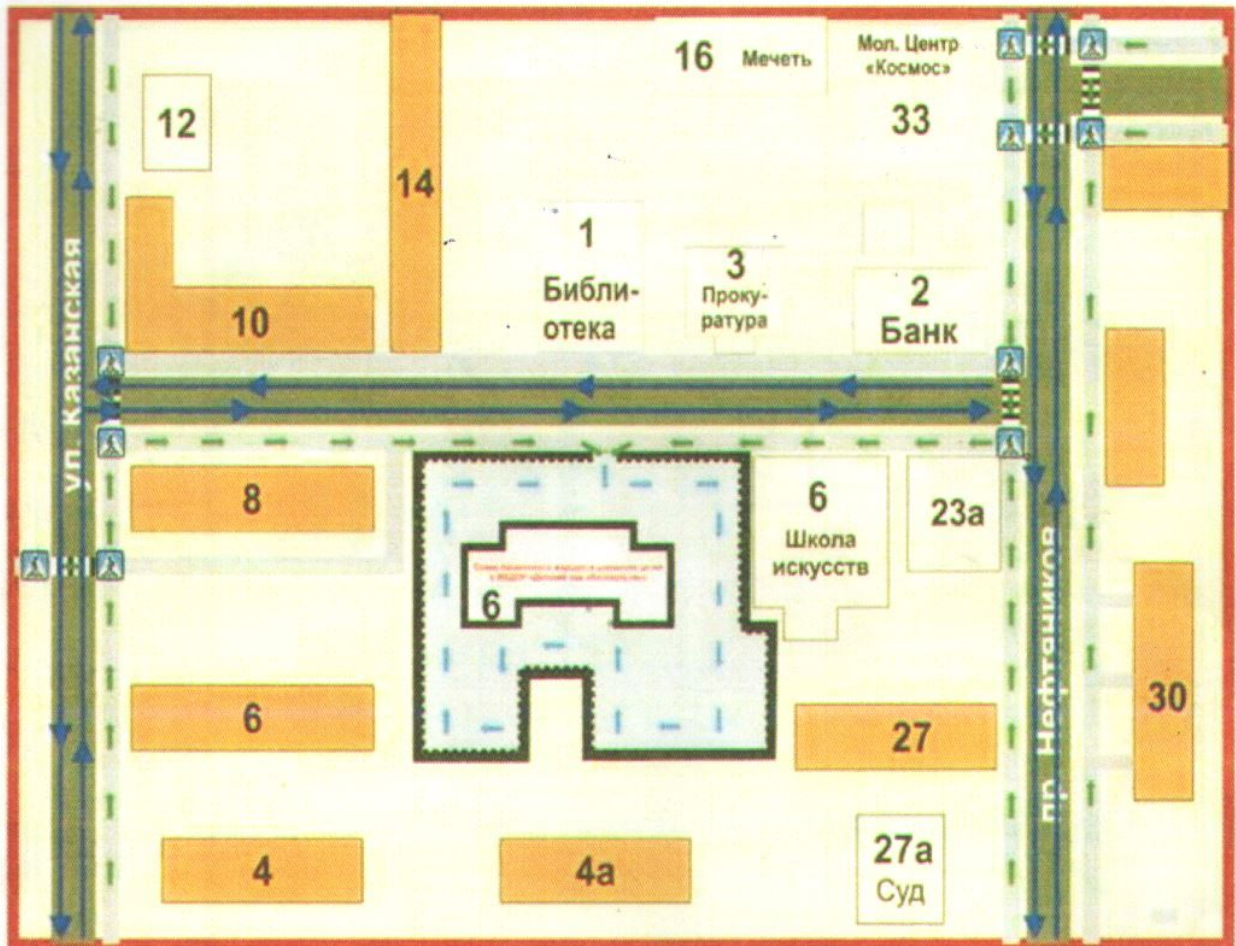 16 Мечеть
Мол. Центр
«Космос»
33
12
14
1
Библи-
отека
3
Проку-
ратура
2
Банк
10
ул. Казанская
8
6
Школа
искусств
23а
6
6
27
пр. Нефтяников
30
4
4а
27а
Суд